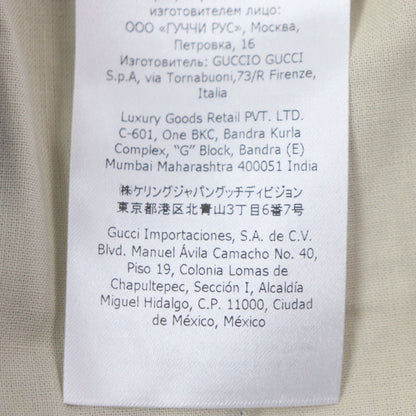 изготовителем лицо:
ООО «ГУЧЧИ РУС», Москва,
Петровка, 16
Изготовитель: GUCCIO GUCCI
S.p.A, via Tornabuoni,73/R Firenze,
Italia
Luxury Goods Retail PVT. LTD.
C-601, One BKC, Bandra Kurla
Complex, "G" Block, Bandra (E)
Mumbai Maharashtra 400051 India
㈱ケリングジャパングッチディビジョン
東京都港区北青山3丁目6番7号
Gucci Importaciones, S.A. de C.V.
Blvd. Manuel Ávila Camacho No. 40,
Piso 19, Colonia Lomas de
Chapultepec, Sección I, Alcaldía
Miguel Hidalgo, C.P. 11000, Ciudad
de México, México